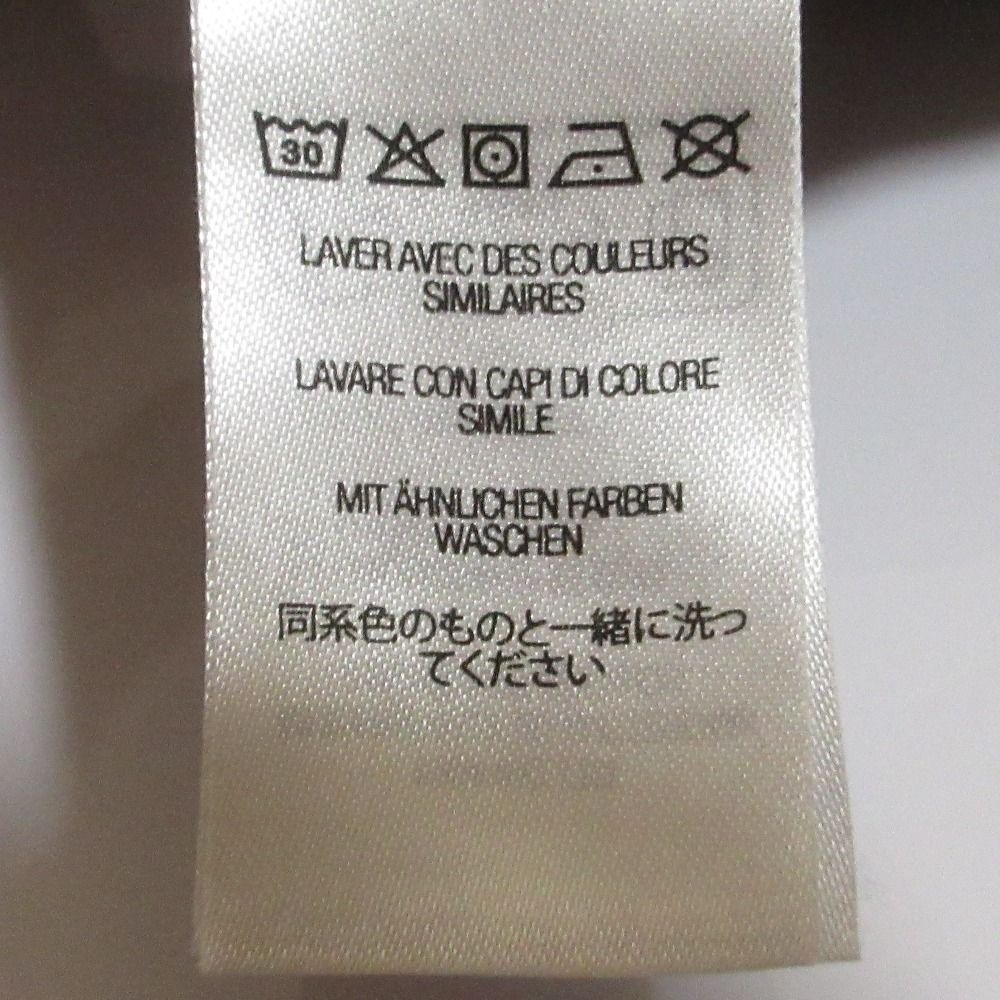 30
LAVER AVEC DES COULEURS
SIMILAIRES
LAVARE CON CAPI DI COLORE
SIMILE
MIT ÄHNLICHEN FARBEN
WASCHEN
同系色のものと一緒に洗っ
てください